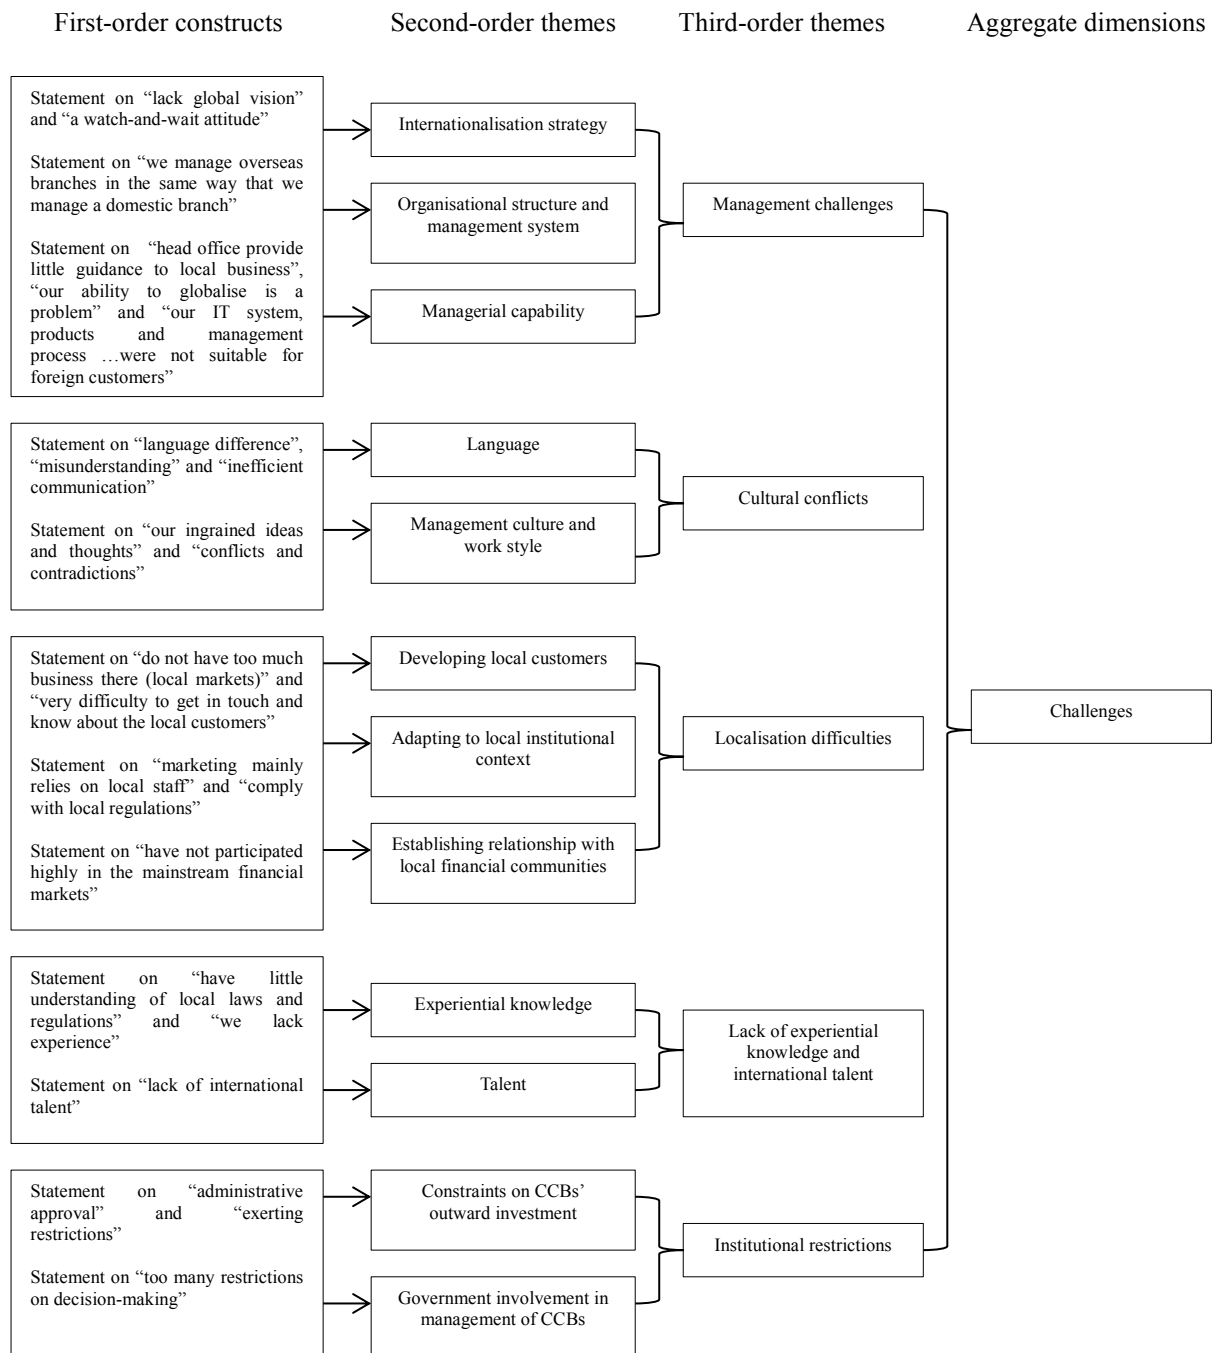 First-order constructs
Second-order themes
Third-order themes
Aggregate dimensions
Statement on “lack global vision”
and “a watch-and-wait attitude”
Statement on “we manage overseas
branches in the same way that we
manage a domestic branch”
Statement on “head office provide
little guidance to local business”,
“our ability to globalise is a
problem” and “our IT system,
products and management
process …were not suitable for
foreign customers”
Internationalisation strategy
Organisational structure and
management system
Managerial capability
Management challenges
Statement on “language difference”,
“misunderstanding” and “inefficient
communication”
Statement on “our ingrained ideas
and thoughts” and “conflicts and
contradictions”
Language
Management culture and
work style
Cultural conflicts
Statement on “do not have too much
business there (local markets)” and
“very difficulty to get in touch and
know about the local customers”
Statement on “marketing mainly
relies on local staff” and “comply
with local regulations”
Statement on “have not participated
highly in the mainstream financial
markets”
Developing local customers
Adapting to local institutional
context
Establishing relationship with
local financial communities
Localisation difficulties
Challenges
Statement on “have little
understanding of local laws and
regulations” and “we lack
experience”
Statement on “lack of international
talent”
Experiential knowledge
Talent
Lack of experiential
knowledge and
international talent
Statement on “administrative
approval” and “exerting
restrictions”
Statement on “too many restrictions
on decision-making”
Constraints on CCBs’
outward investment
Government involvement in
management of CCBs
Institutional restrictions